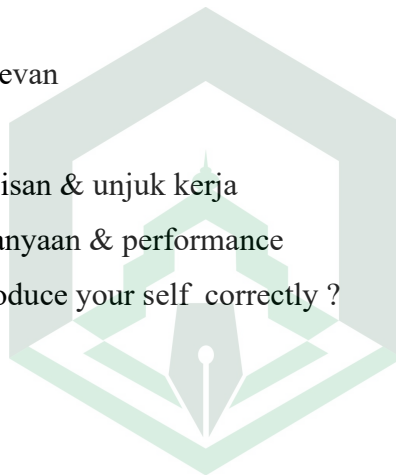 evan
isan & unjuk kerja
anyaan & performance
oduce your self correctly ?